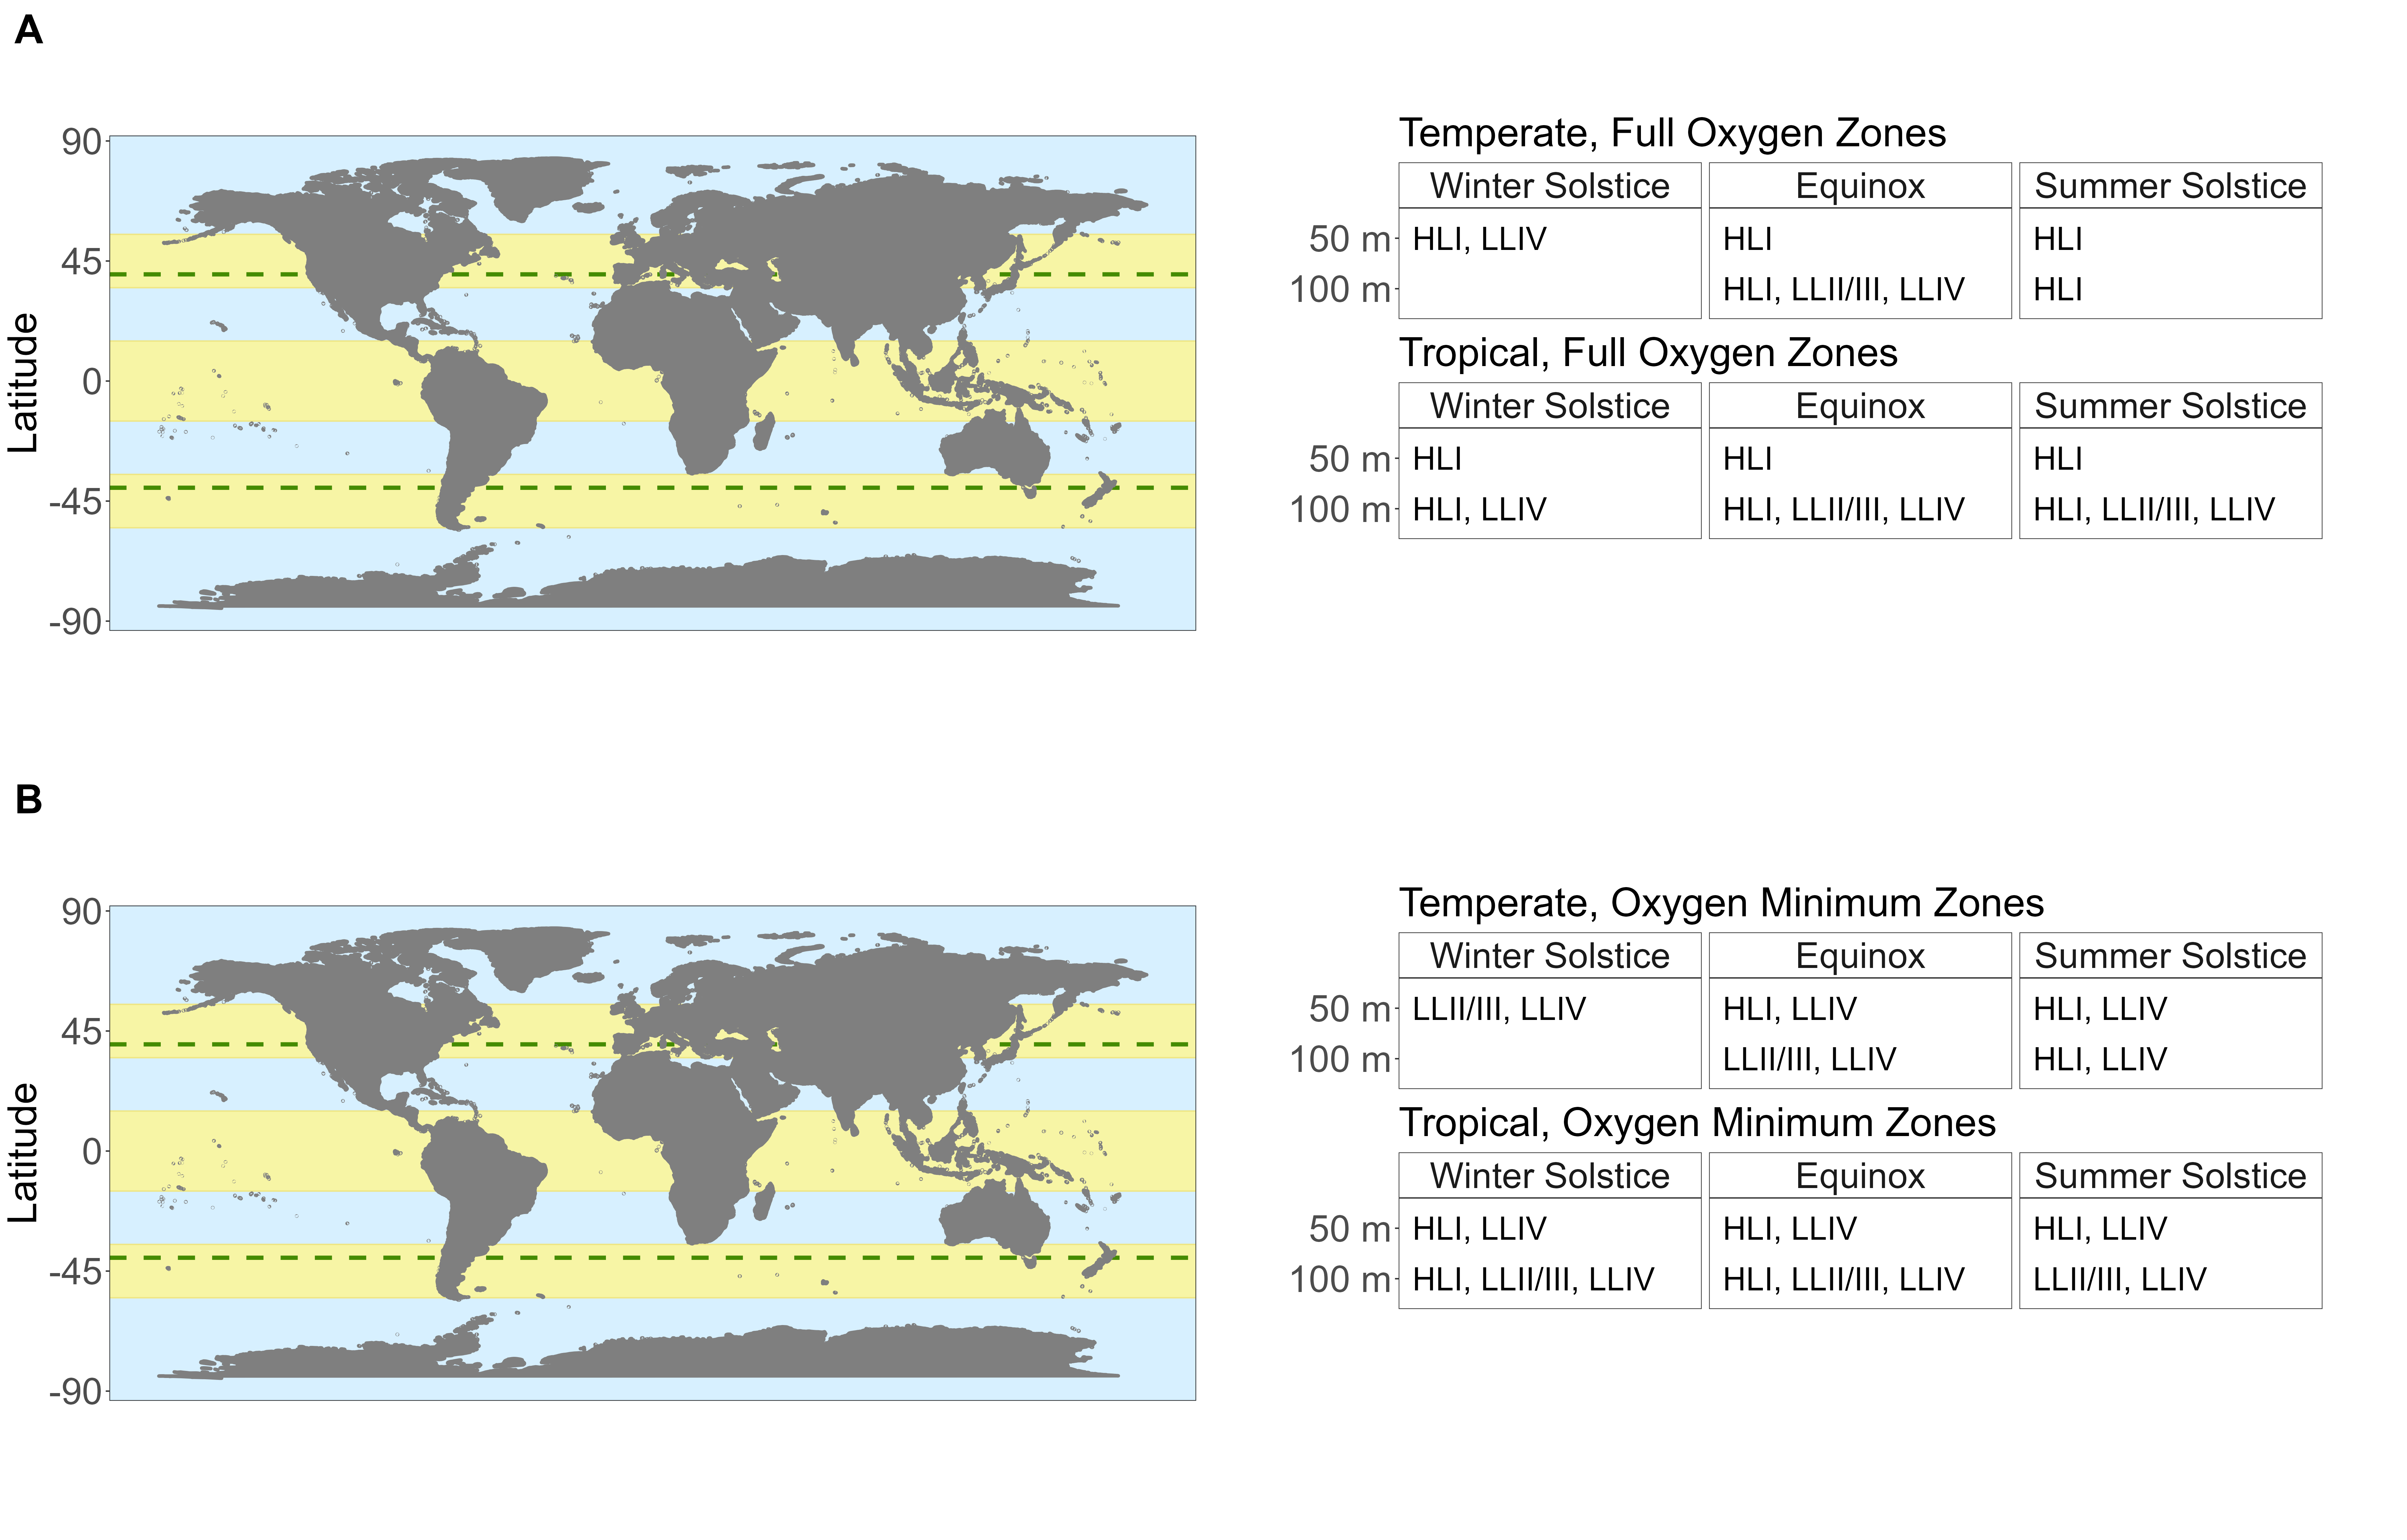 A
90
45
0
-45
-90
Latitude
Temperate, Full Oxygen Zones
Winter Solstice Equinox Summer Solstice
50 m HLI, LLIV HLI HLI
100 m HLI, LLII/III, LLIV HLI
Tropical, Full Oxygen Zones
Winter Solstice Equinox Summer Solstice
50 m HLI HLI HLI
100 m HLI, LLIV HLI, LLII/III, LLIV HLI, LLII/III, LLIV
B
90
45
0
-45
-90
Latitude
Temperate, Oxygen Minimum Zones
Winter Solstice Equinox Summer Solstice
50 m LLII/III, LLIV HLI, LLIV HLI, LLIV
100 m LLII/III, LLIV HLI, LLIV
Tropical, Oxygen Minimum Zones
Winter Solstice Equinox Summer Solstice
50 m HLI, LLIV HLI, LLIV HLI, LLIV
100 m HLI, LLII/III, LLIV HLI, LLII/III, LLIV LLII/III, LLIV